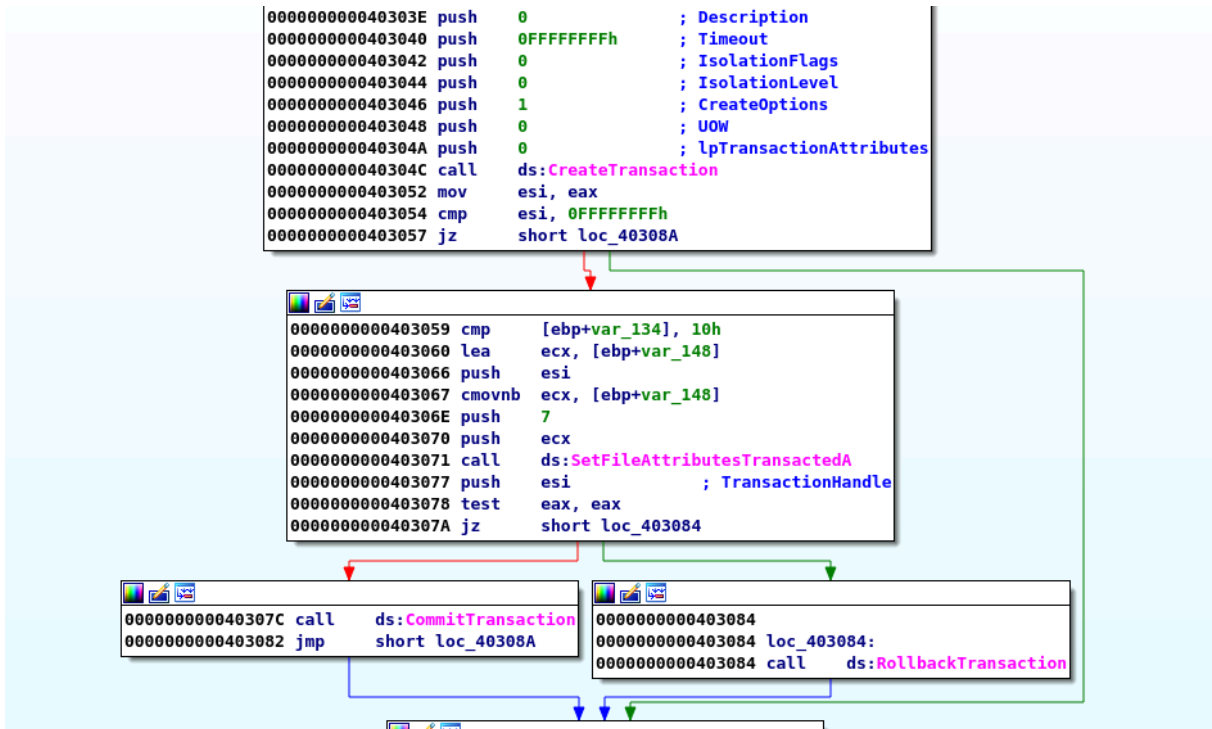 000000000040303E push 0 ; Description
0000000000403040 push 0FFFFFFFFh ; Timeout
0000000000403042 push 0 ; IsolationFlags
0000000000403044 push 0 ; IsolationLevel
0000000000403046 push 1 ; CreateOptions
0000000000403048 push 0 ; UOW
000000000040304A push 0 ; lpTransactionAttributes
000000000040304C call ds:CreateTransaction
0000000000403052 mov esi, eax
0000000000403054 cmp esi, 0FFFFFFFFh
0000000000403057 jz short loc_40308A
0000000000403059 cmp [ebp+var_134], 10h
0000000000403060 lea ecx, [ebp+var_148]
0000000000403066 push esi
0000000000403067 cmovnb ecx, [ebp+var_148]
000000000040306E push 7
0000000000403070 push ecx
0000000000403071 call ds:SetFileAttributesTransactedA
0000000000403077 push esi ; TransactionHandle
0000000000403078 test eax, eax
000000000040307A jz short loc_403084
000000000040307C call ds:CommitTransaction
0000000000403082 jmp short loc_40308A
0000000000403084
0000000000403084 loc_403084:
0000000000403084 call ds:RollbackTransaction